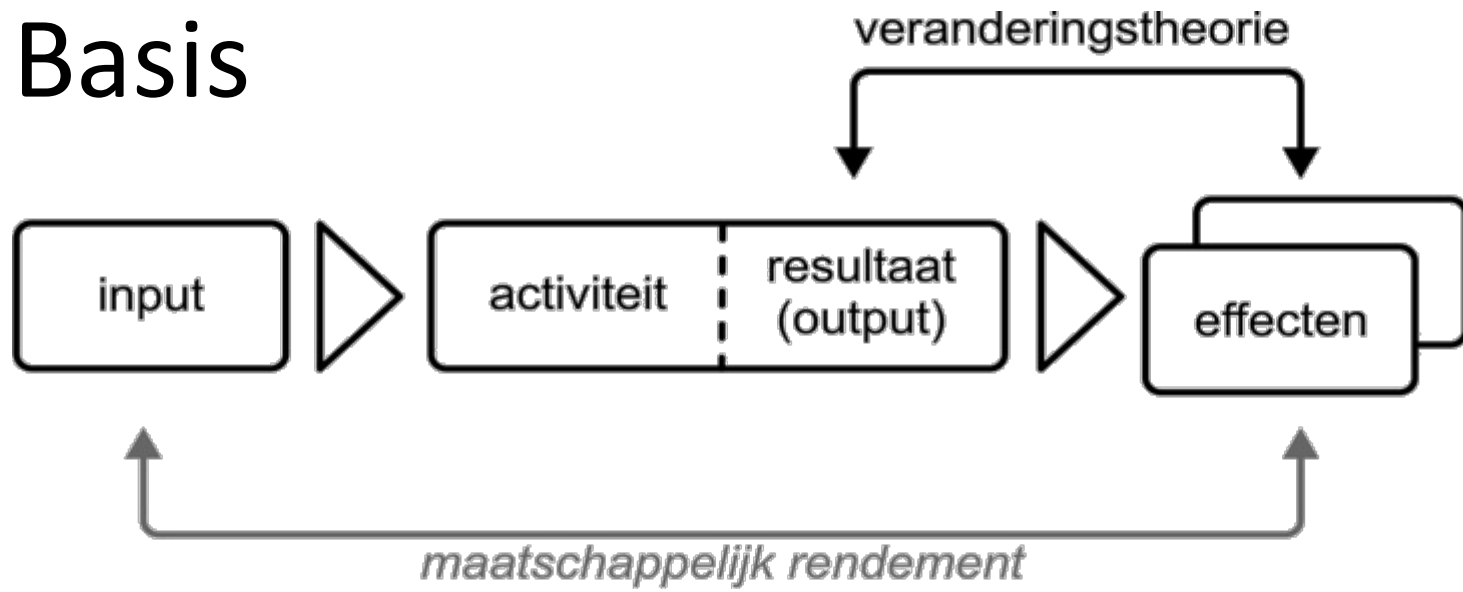 Basis
veranderingstheorie
input
activiteit
resultaat
(output)
effecten
maatschappelijk rendement